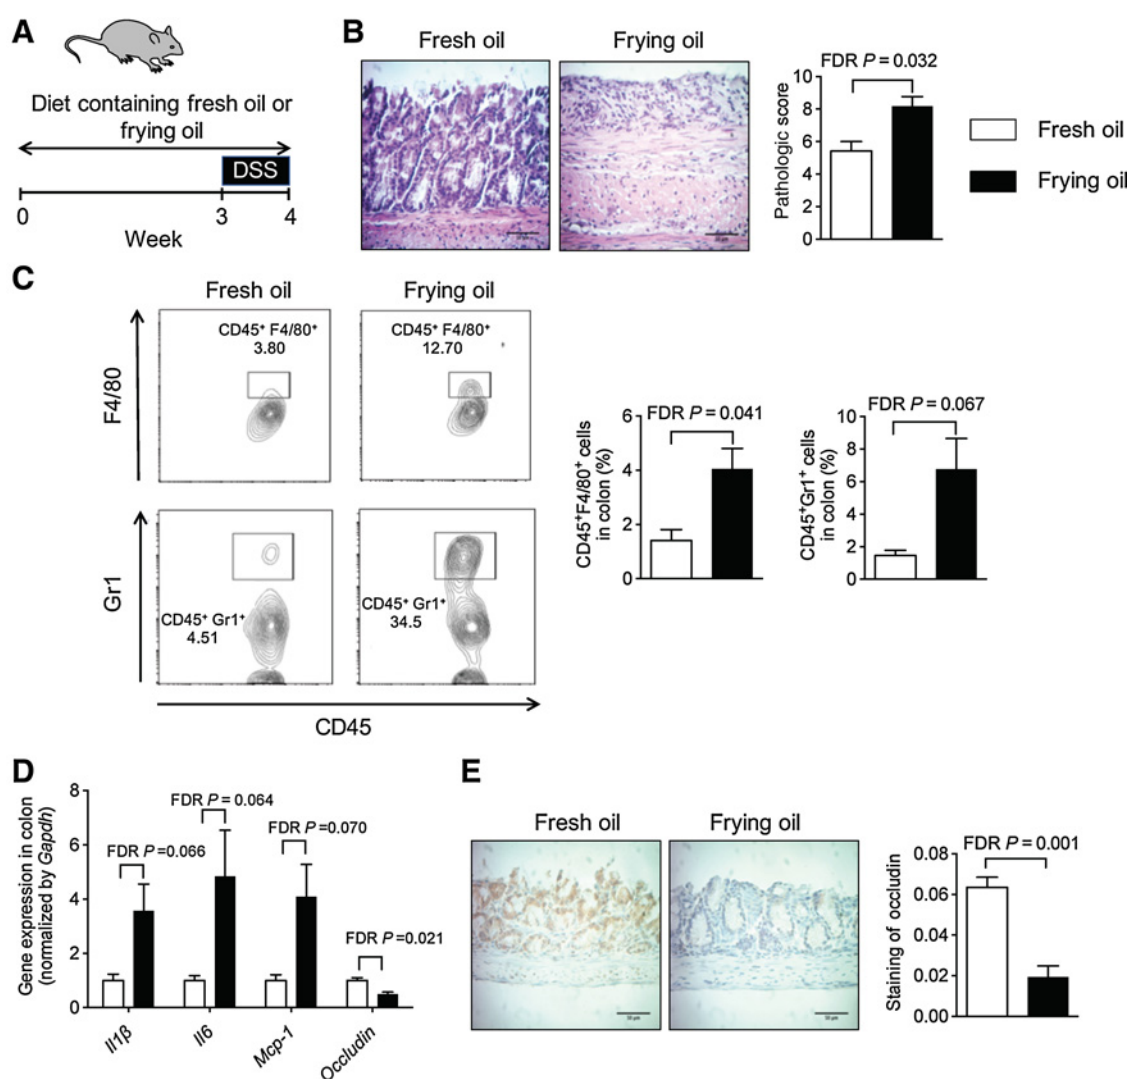 A
Diet containing fresh oil or
frying oil
DSS
0
3
4
Week
B
Fresh oil
Frying oil
FDR P = 0.032
Pathologic score
10
8
6
4
2
0
Fresh oil
Frying oil
C
Fresh oil
Frying oil
CD45⁺ F4/80⁺
3.80
CD45⁺ F4/80⁺
12.70
F4/80
CD45⁺ Gr1⁺
4.51
CD45⁺ Gr1⁺
34.5
Gr1
CD45
FDR P = 0.041
CD45⁺F4/80⁺ cells
in colon (%)
6
4
2
0
FDR P = 0.067
CD45⁺Gr1⁺ cells
in colon (%)
10
8
6
4
2
0
D
Gene expression in colon
(normalized by Gapdh)
8
6
4
2
0
FDR P =0.066
FDR P = 0.064
FDR P =0.070
FDR P =0.021
Il1β
Il6
Mcp-1
Occludin
E
Fresh oil
Frying oil
FDR P = 0.001
Staining of occludin
0.08
0.06
0.04
0.02
0.00